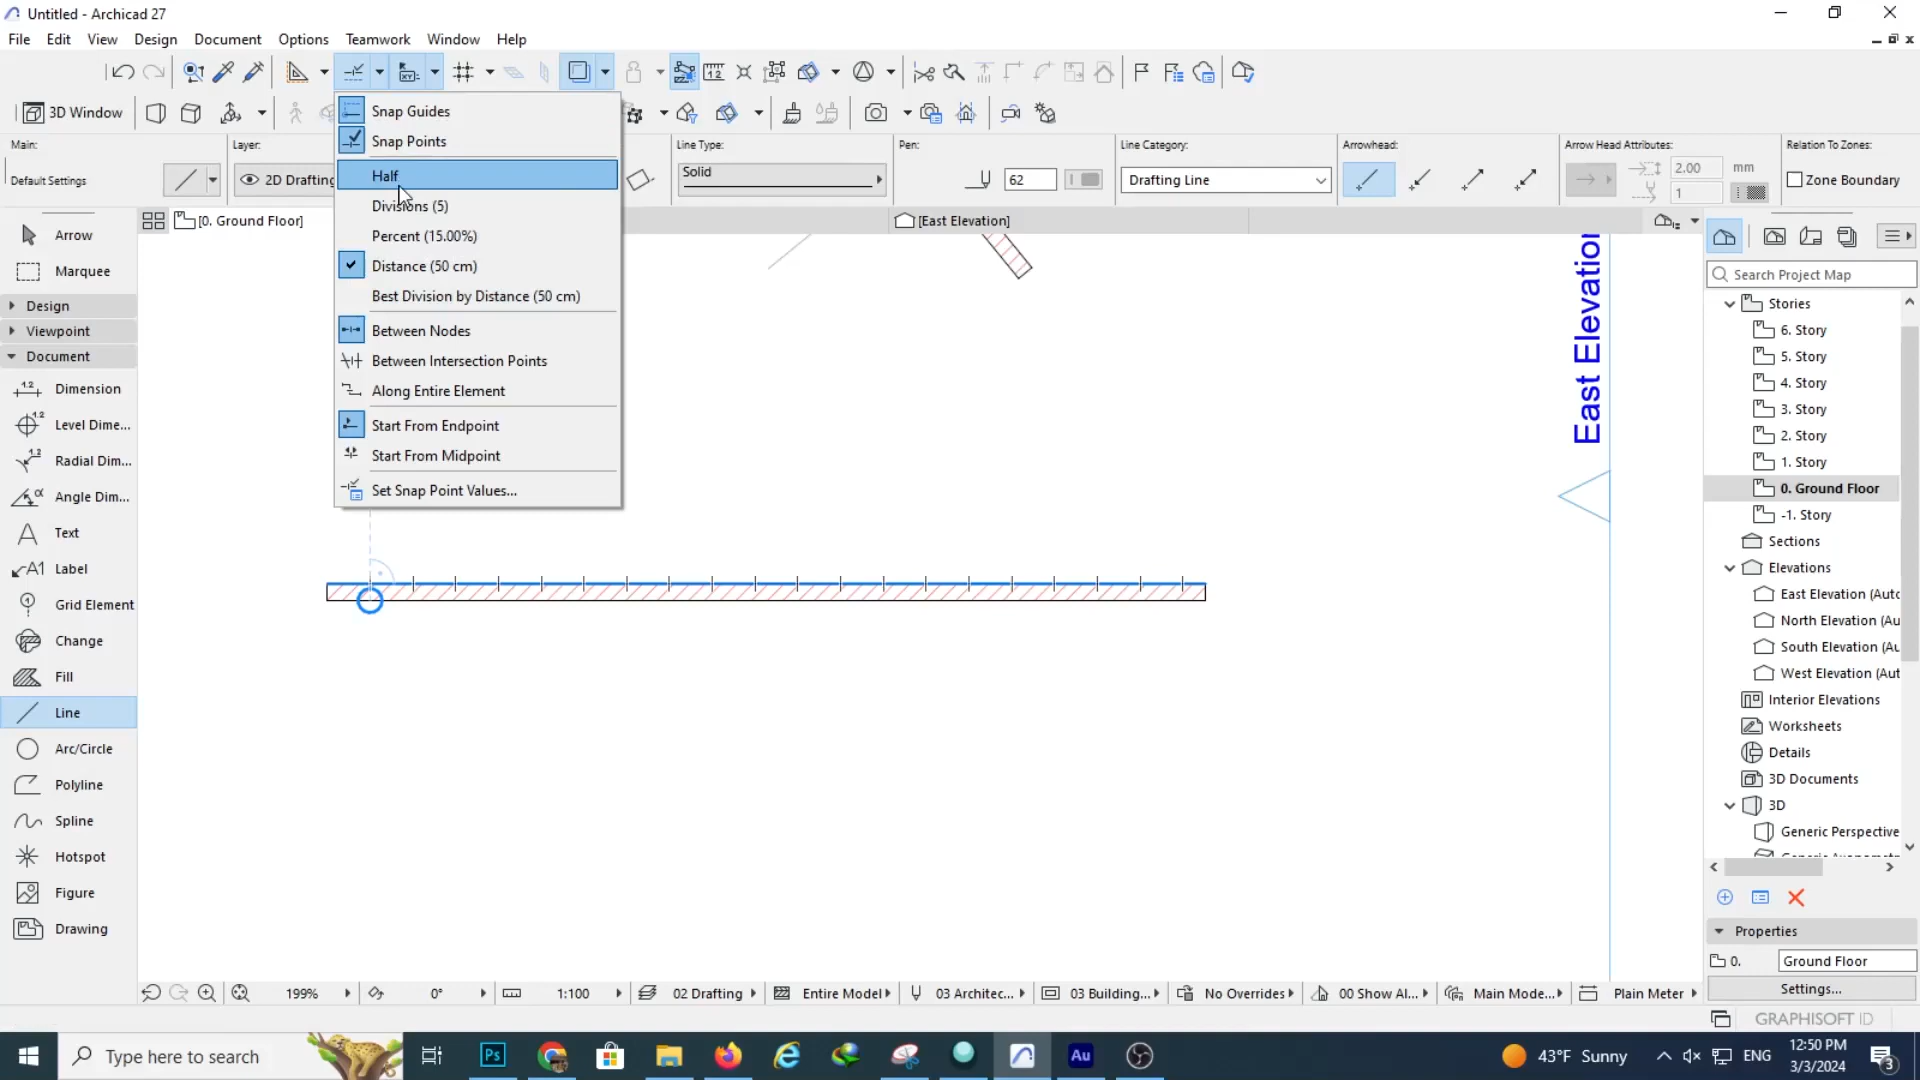 Untitled - Archicad 27
File Edit View Design Document Options Teamwork Window Help
3D Window
Snap Guides
Snap Points
Half
Divisions (5)
Percent (15.00%)
Distance (50 cm)
Best Division by Distance (50 cm)
Between Nodes
Between Intersection Points
Along Entire Element
Start From Endpoint
Start From Midpoint
Set Snap Point Values...
Main:
Default Settings
Layer:
2D Drafting
Line Type:
Solid
Pen:
62
Line Category:
Drafting Line
Arrowhead:
Arrow Head Attributes:
2.00 mm
1
Relation To Zones:
Zone Boundary
[0. Ground Floor]
[East Elevation]
Arrow
Marquee
Design
Viewpoint
Document
Dimension
Level Dime...
Radial Dim...
Angle Dim...
Text
Label
Grid Element
Change
Fill
Line
Arc/Circle
Polyline
Spline
Hotspot
Figure
Drawing
East Elevation
Search Project Map
Stories
6. Story
5. Story
4. Story
3. Story
2. Story
1. Story
0. Ground Floor
-1. Story
Sections
Elevations
East Elevation (Auto
North Elevation (Au
South Elevation (Au
West Elevation (Aut
Interior Elevations
Worksheets
Details
3D Documents
3D
Generic Perspective
Properties
0. Ground Floor
Settings...
199% 0° 1:100 02 Drafting Entire Model 03 Architec... 03 Building... No Overrides 00 Show Al... Main Mode... Plain Meter
GRAPHISOFT ID
Type here to search
Ps
Au
43°F Sunny
ENG
12:50 PM
3/3/2024
3